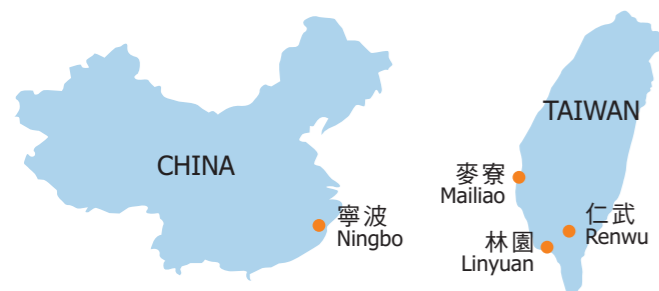 CHINA
寧波
Ningbo
TAIWAN
麥寮
Mailiao
仁武
Renwu
林園
Linyuan